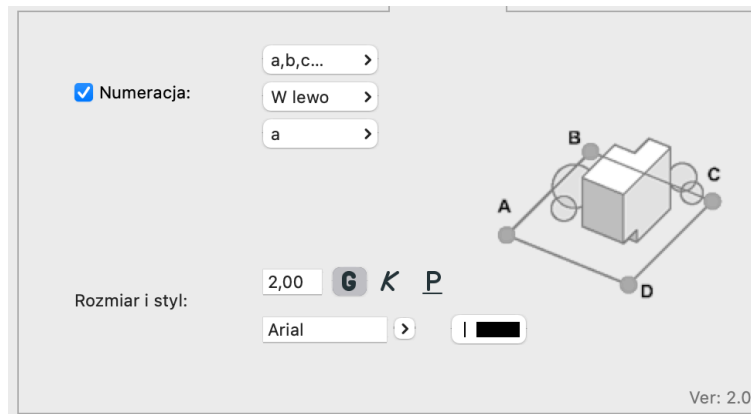 a,b,c...
Numeracja:
W lewo
a
B
C
A
D
2,00 G K P
Rozmiar i styl:
Arial
Ver: 2.0